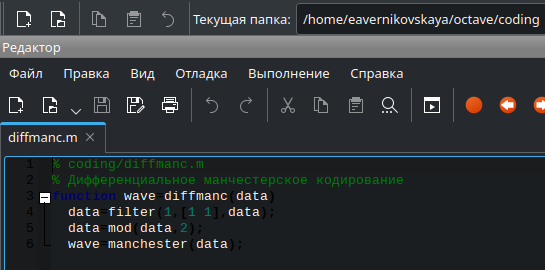 Текущая папка: /home/eavernikovskaya/octave/coding
Редактор
Файл Правка Вид Отладка Выполнение Справка
diffmanc.m
1 % coding/diffmanc.m
2 % Дифференциальное манчестерское кодирование
3 function wave=diffmanc(data)
4 data=filter(1,[1 1],data);
5 data=mod(data,2);
6 wave=manchester(data);